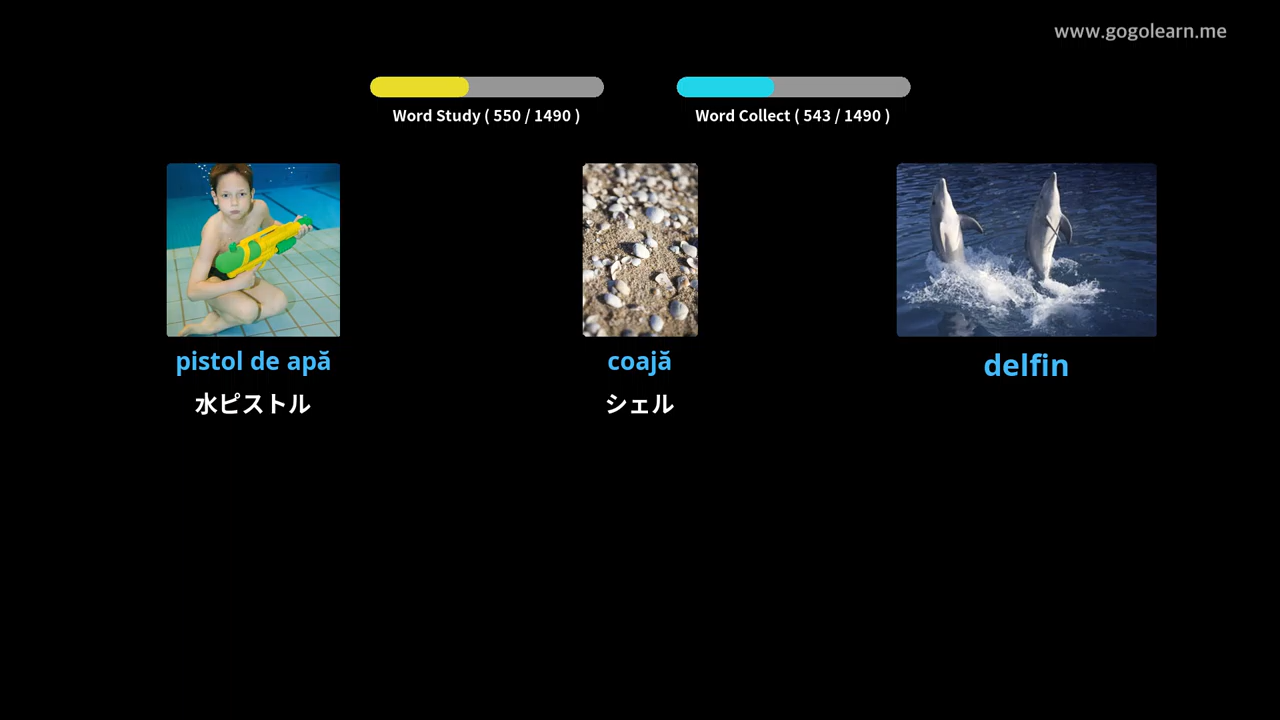 www.gogolearn.me
Word Study ( 550 / 1490 )
Word Collect ( 543 / 1490 )
pistol de apă
水ピストル
coajă
シェル
delfin